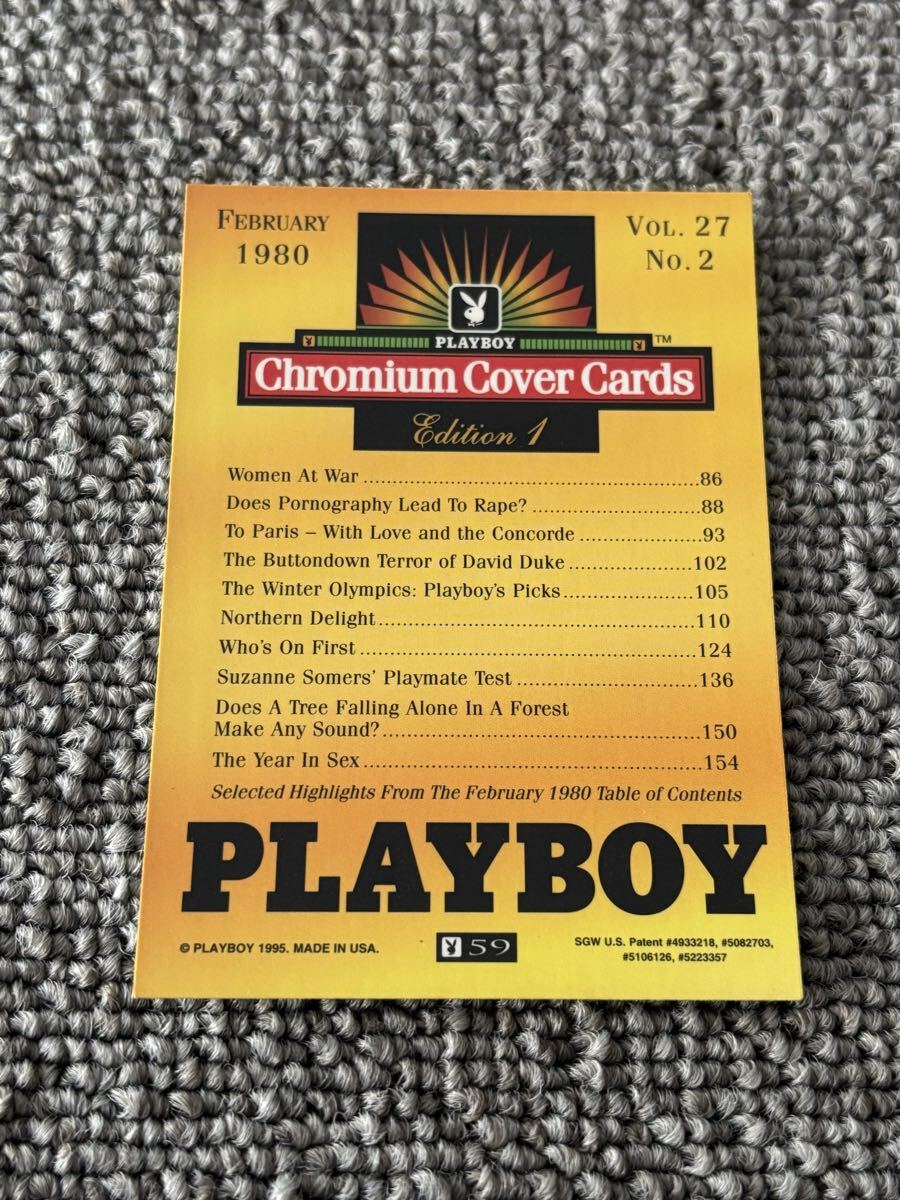 FEBRUARY
1980
VOL. 27
NO. 2
PLAYBOY
TM
Chromium Cover Cards
Edition 1
Women At War ..... 86
Does Pornography Lead To Rape? ..... 88
To Paris – With Love and the Concorde ..... 93
The Buttondown Terror of David Duke ..... 102
The Winter Olympics: Playboy's Picks ..... 105
Northern Delight ..... 110
Who's On First ..... 124
Suzanne Somers' Playmate Test ..... 136
Does A Tree Falling Alone In A Forest
Make Any Sound? ..... 150
The Year In Sex ..... 154
Selected Highlights From The February 1980 Table of Contents
PLAYBOY
© PLAYBOY 1995. MADE IN USA.
59
SGW U.S. Patent #4933218, #5082703,
#5106126, #5223357